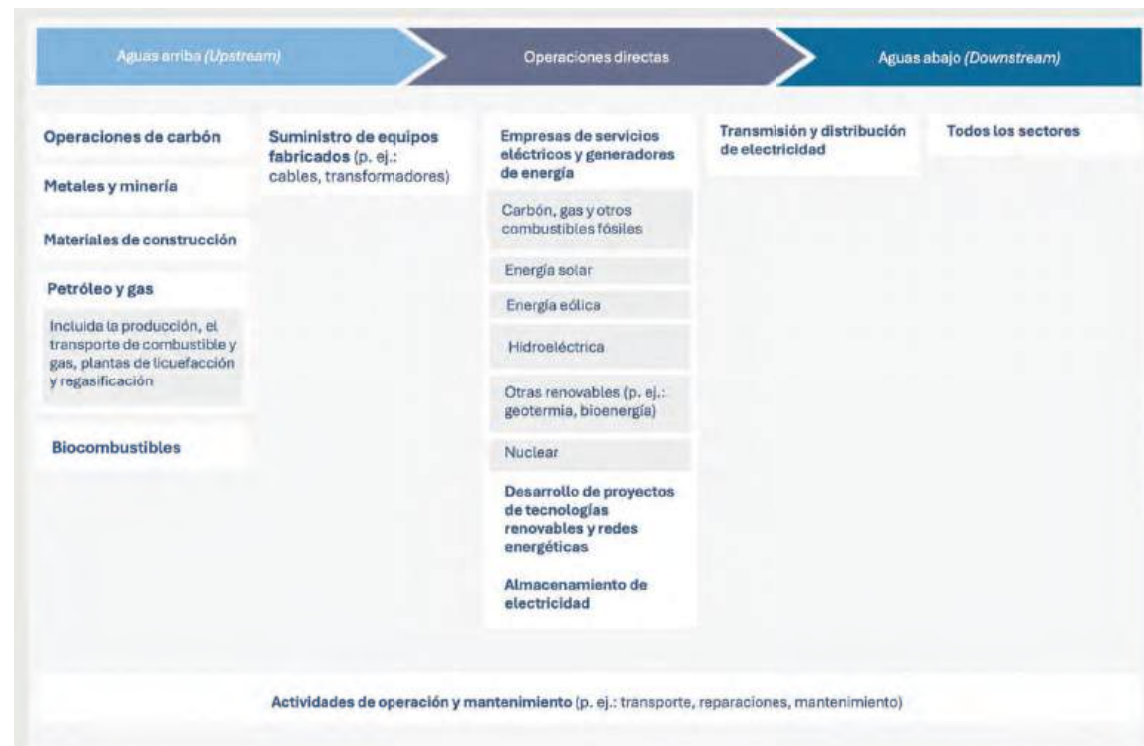 Aguas arriba (Upstream)
Operaciones directas
Aguas abajo (Downstream)
Operaciones de carbón
Metales y minería
Materiales de construcción
Petróleo y gas
Incluida la producción, el
transporte de combustible y
gas, plantas de licuefacción
y regasificación
Biocombustibles
Suministro de equipos
fabricados (p. ej.:
cables, transformadores)
Empresas de servicios
eléctricos y generadores
de energía
Carbón, gas y otros
combustibles fósiles
Energía solar
Energía eólica
Hidroeléctrica
Otras renovables (p. ej.:
geotermia, bioenergía)
Nuclear
Desarrollo de proyectos
de tecnologías
renovables y redes
energéticas
Almacenamiento de
electricidad
Transmisión y distribución
de electricidad
Todos los sectores
Actividades de operación y mantenimiento (p. ej.: transporte, reparaciones, mantenimiento)